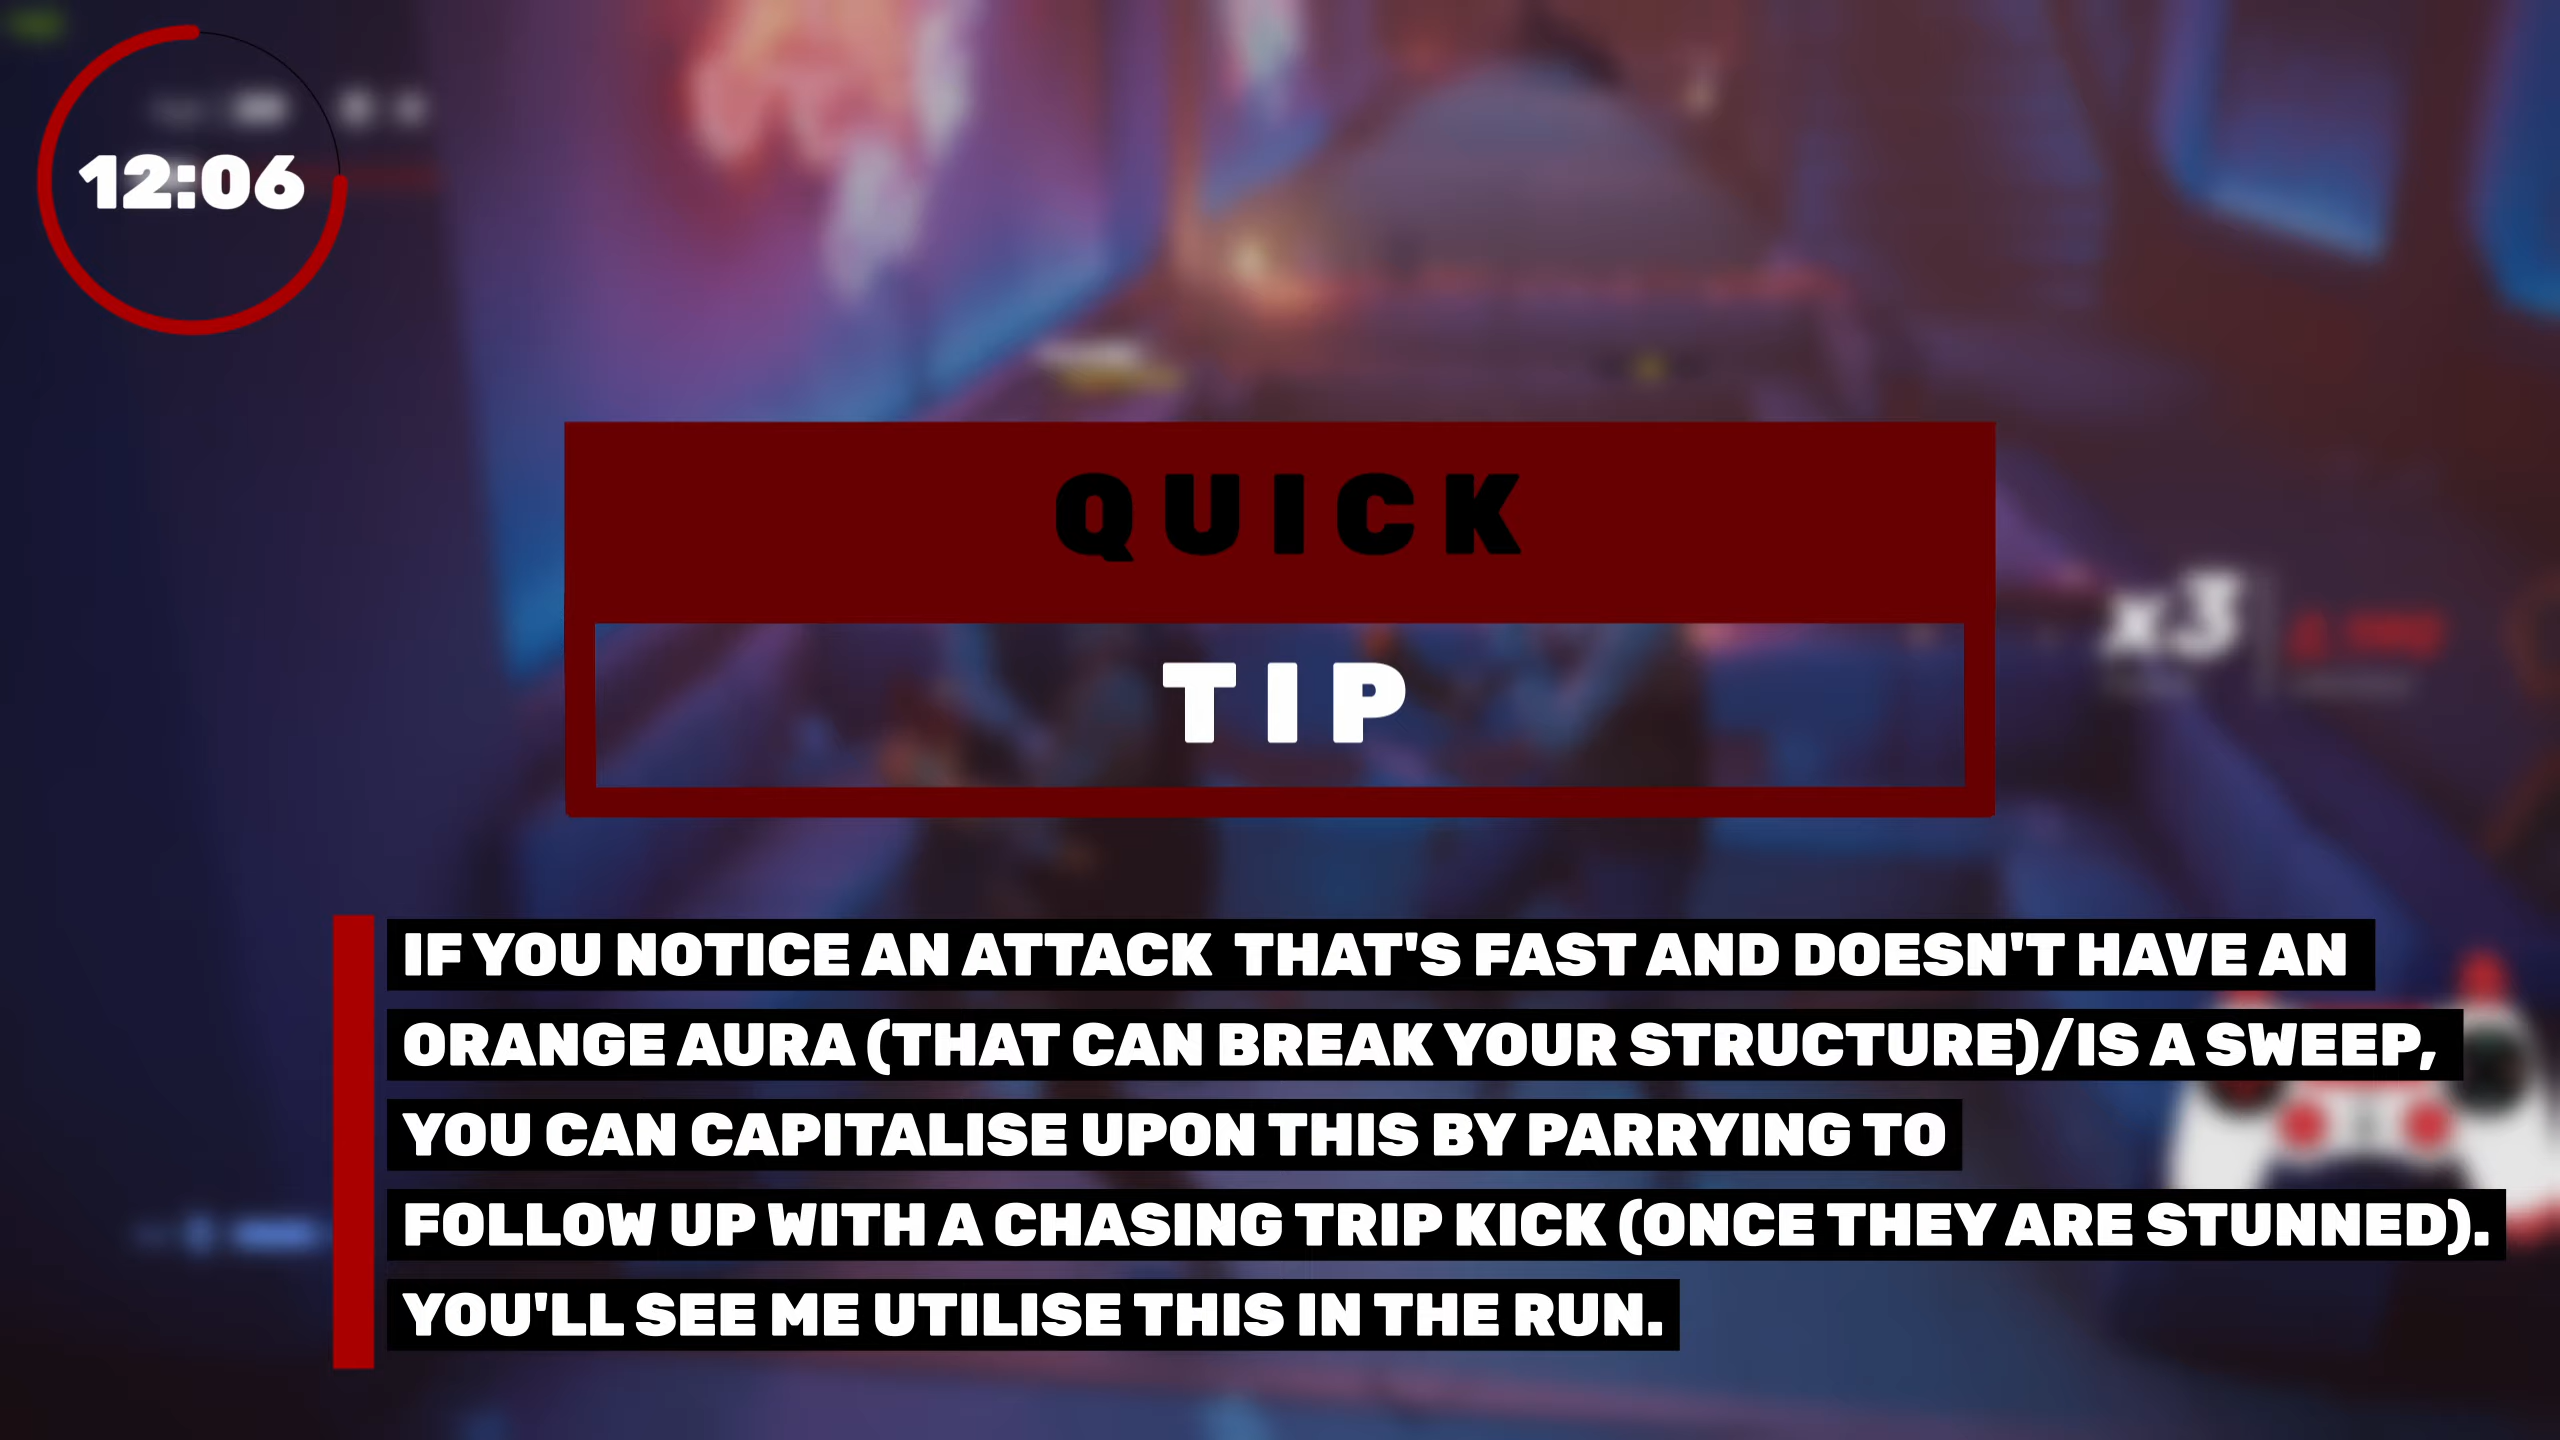 12:06
QUICK
TIP
x3
IF YOU NOTICE AN ATTACK  THAT'S FAST AND DOESN'T HAVE AN
ORANGE AURA (THAT CAN BREAK YOUR STRUCTURE)/IS A SWEEP,
YOU CAN CAPITALISE UPON THIS BY PARRYING TO
FOLLOW UP WITH A CHASING TRIP KICK (ONCE THEY ARE STUNNED).
YOU'LL SEE ME UTILISE THIS IN THE RUN.